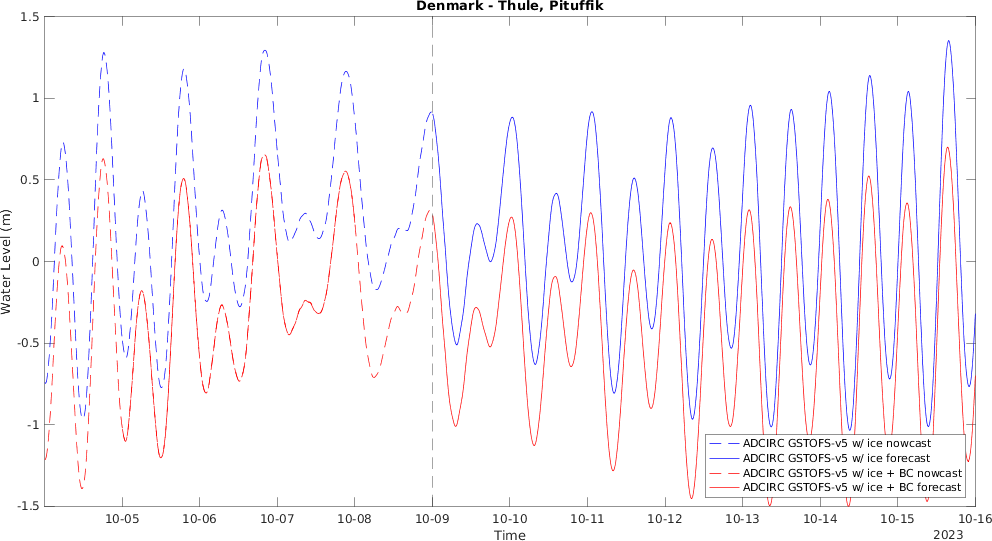 Denmark - Thule, Pituffik
Water Level (m)
1.5
1
0.5
0
-0.5
-1
-1.5
ADCIRC GSTOFS-v5 w/ ice nowcast
ADCIRC GSTOFS-v5 w/ ice forecast
ADCIRC GSTOFS-v5 w/ ice + BC nowcast
ADCIRC GSTOFS-v5 w/ ice + BC forecast
10-05 10-06 10-07 10-08 10-09 10-10 10-11 10-12 10-13 10-14 10-15 10-16
Time
2023